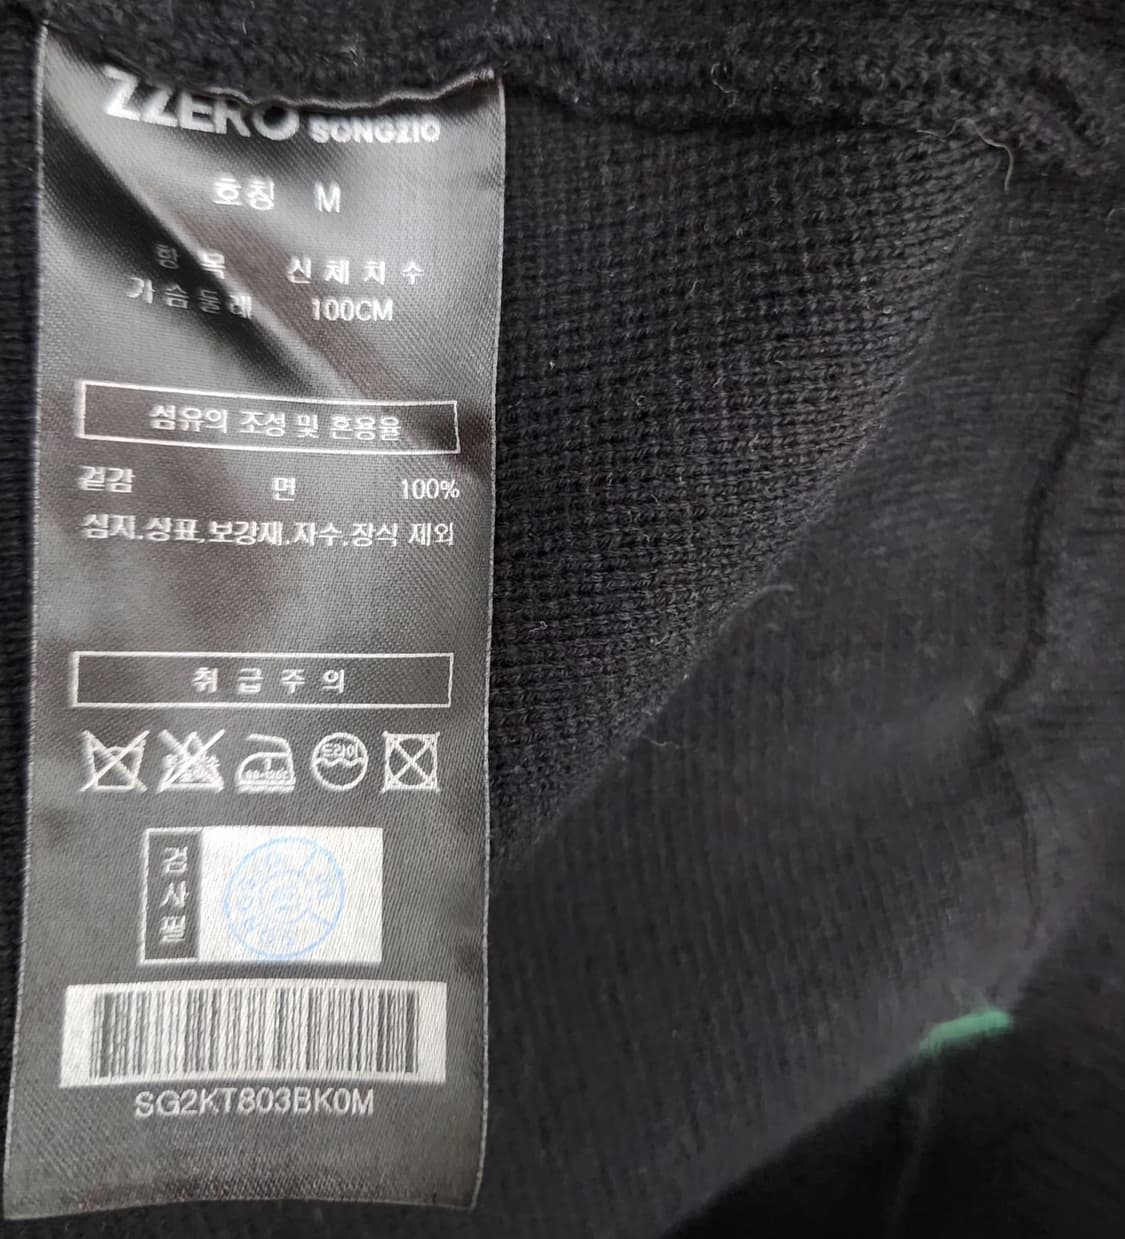 ZZERO SONGZIO
호칭 M
항 목 신 체 치 수
가 슴 둘 레 100CM
섬유의 조성 및 혼용율
겉감 면 100%
심지.상표.보강재.자수.장식 제외
취 급 주 의
드라이
검사필
SG2KT803BK0M